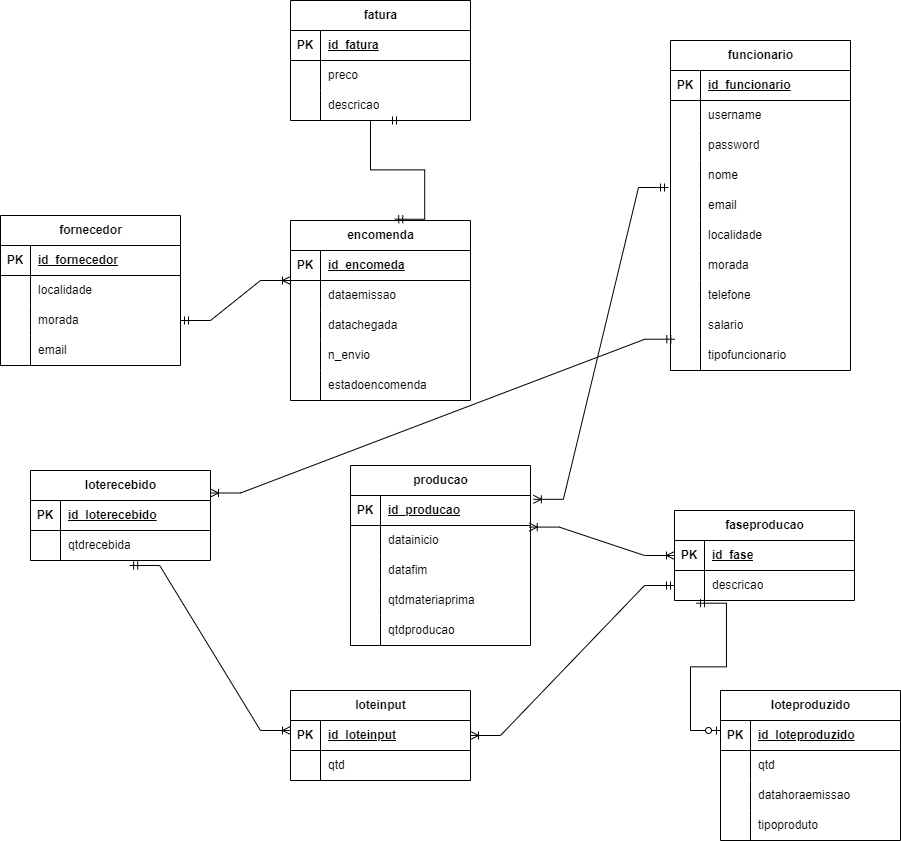 fatura
PK id_fatura
preco
descricao
funcionario
PK id_funcionario
username
password
nome
email
localidade
morada
telefone
salario
tipofuncionario
fornecedor
PK id_fornecedor
localidade
morada
email
encomenda
PK id_encomeda
dataemissao
datachegada
n_envio
estadoencomenda
loterecebido
PK id_loterecebido
qtdrecebida
producao
PK id_producao
datainicio
datafim
qtdmateriaprima
qtdproducao
faseproducao
PK id_fase
descricao
loteinput
PK id_loteinput
qtd
loteproduzido
PK id_loteproduzido
qtd
datahoraemissao
tipoproduto